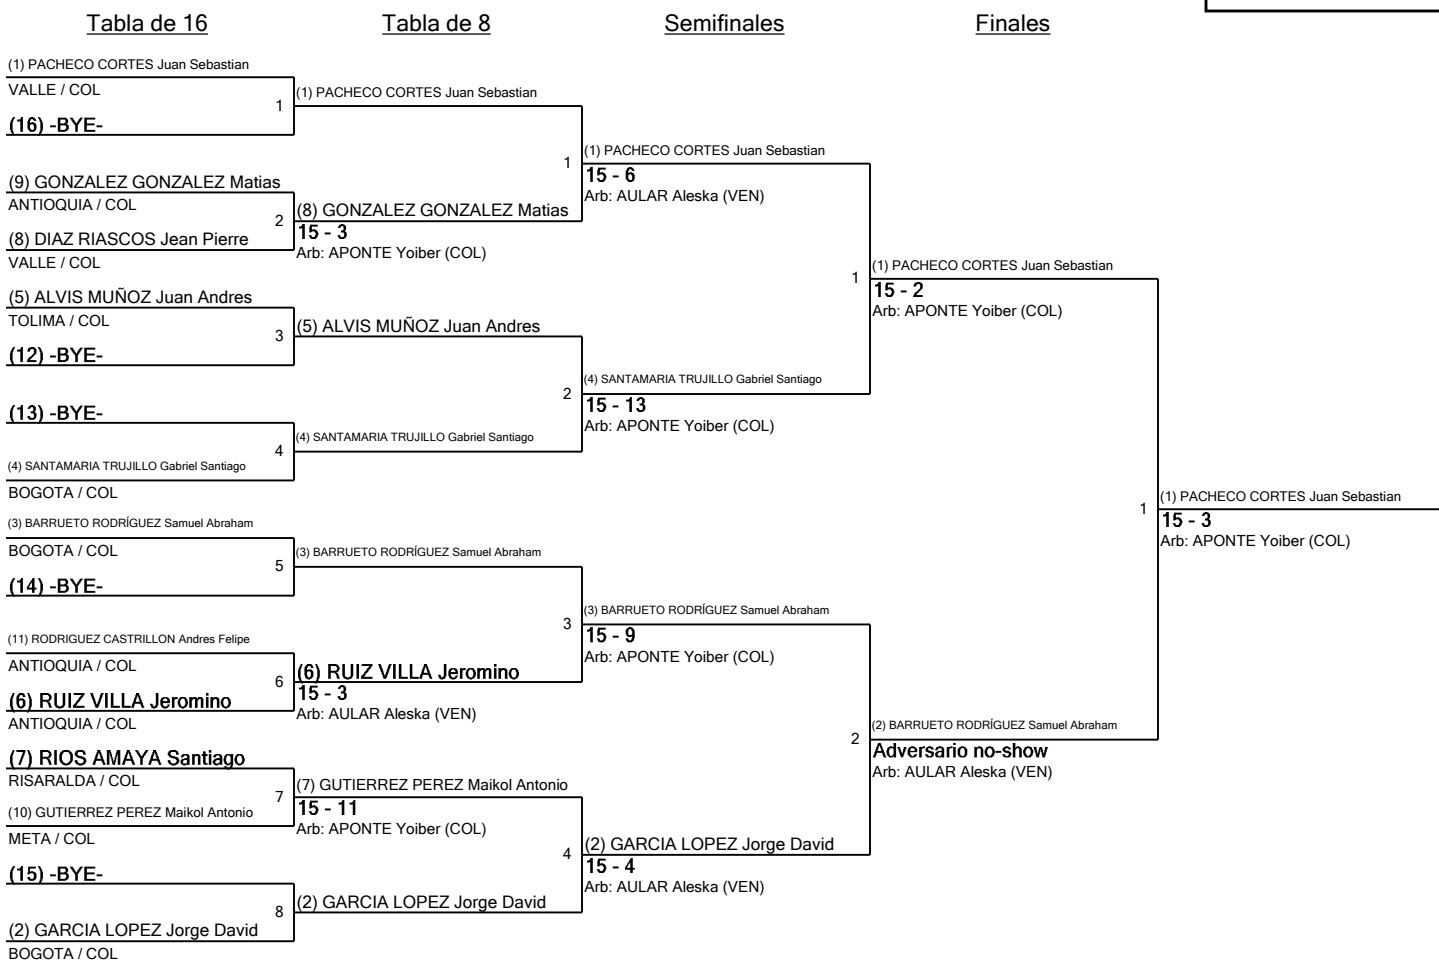 Tabla de 16
Tabla de 8
Semifinales
Finales
(1) PACHECO CORTES Juan Sebastian
VALLE / COL
1
(16) -BYE-
(9) GONZALEZ GONZALEZ Matias
ANTIOQUIA / COL
2
(8) DIAZ RIASCOS Jean Pierre
VALLE / COL
(5) ALVIS MUÑOZ Juan Andres
TOLIMA / COL
3
(12) -BYE-
(13) -BYE-
4
(4) SANTAMARIA TRUJILLO Gabriel Santiago
BOGOTA / COL
(3) BARRUETO RODRÍGUEZ Samuel Abraham
BOGOTA / COL
5
(14) -BYE-
(11) RODRIGUEZ CASTRILLON Andres Felipe
ANTIOQUIA / COL
6
(6) RUIZ VILLA Jeromino
ANTIOQUIA / COL
(7) RIOS AMAYA Santiago
RISARALDA / COL
7
(10) GUTIERREZ PEREZ Maikol Antonio
META / COL
(15) -BYE-
8
(2) GARCIA LOPEZ Jorge David
BOGOTA / COL
(1) PACHECO CORTES Juan Sebastian
1
(8) GONZALEZ GONZALEZ Matias
15 - 3
Arb: APONTE Yoiber (COL)
(5) ALVIS MUÑOZ Juan Andres
2
(4) SANTAMARIA TRUJILLO Gabriel Santiago
(3) BARRUETO RODRÍGUEZ Samuel Abraham
3
(6) RUIZ VILLA Jeromino
15 - 3
Arb: AULAR Aleska (VEN)
(7) GUTIERREZ PEREZ Maikol Antonio
15 - 11
Arb: APONTE Yoiber (COL)
4
(2) GARCIA LOPEZ Jorge David
(1) PACHECO CORTES Juan Sebastian
15 - 6
Arb: AULAR Aleska (VEN)
1
(4) SANTAMARIA TRUJILLO Gabriel Santiago
15 - 13
Arb: APONTE Yoiber (COL)
(3) BARRUETO RODRÍGUEZ Samuel Abraham
15 - 9
Arb: APONTE Yoiber (COL)
2
(2) GARCIA LOPEZ Jorge David
15 - 4
Arb: AULAR Aleska (VEN)
(1) PACHECO CORTES Juan Sebastian
15 - 2
Arb: APONTE Yoiber (COL)
1
(2) BARRUETO RODRÍGUEZ Samuel Abraham
Adversario no-show
Arb: AULAR Aleska (VEN)
(1) PACHECO CORTES Juan Sebastian
15 - 3
Arb: APONTE Yoiber (COL)